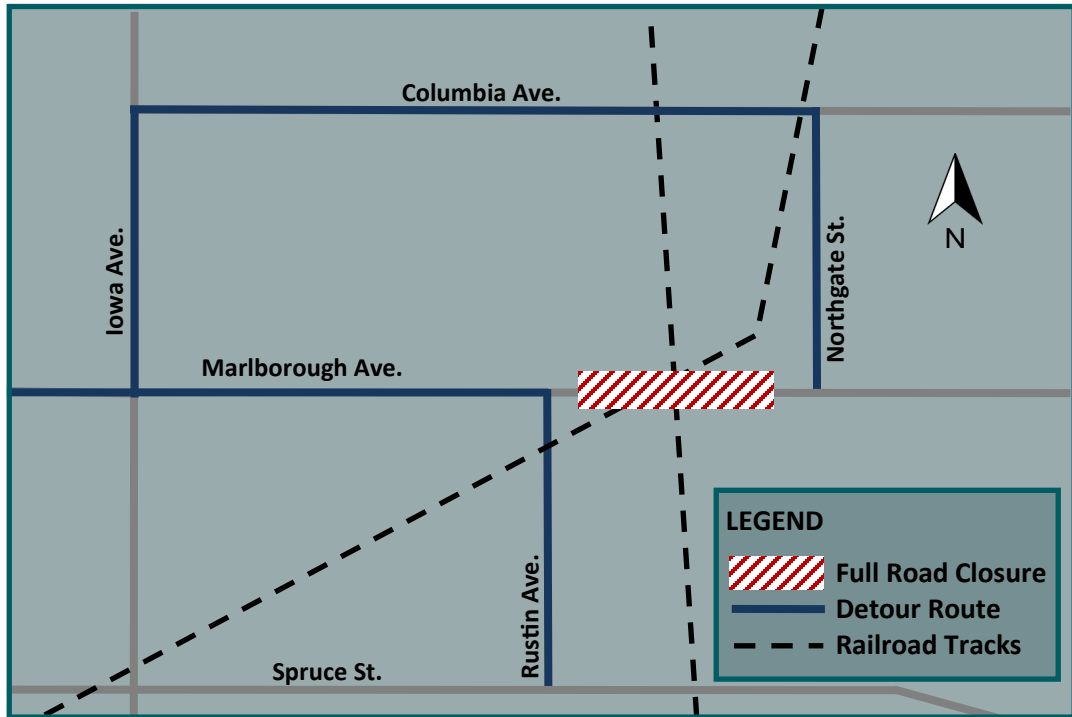 Columbia Ave.
Iowa Ave.
Northgate St.
N
Marlborough Ave.
Rustin Ave.
Spruce St.
LEGEND
Full Road Closure
Detour Route
Railroad Tracks